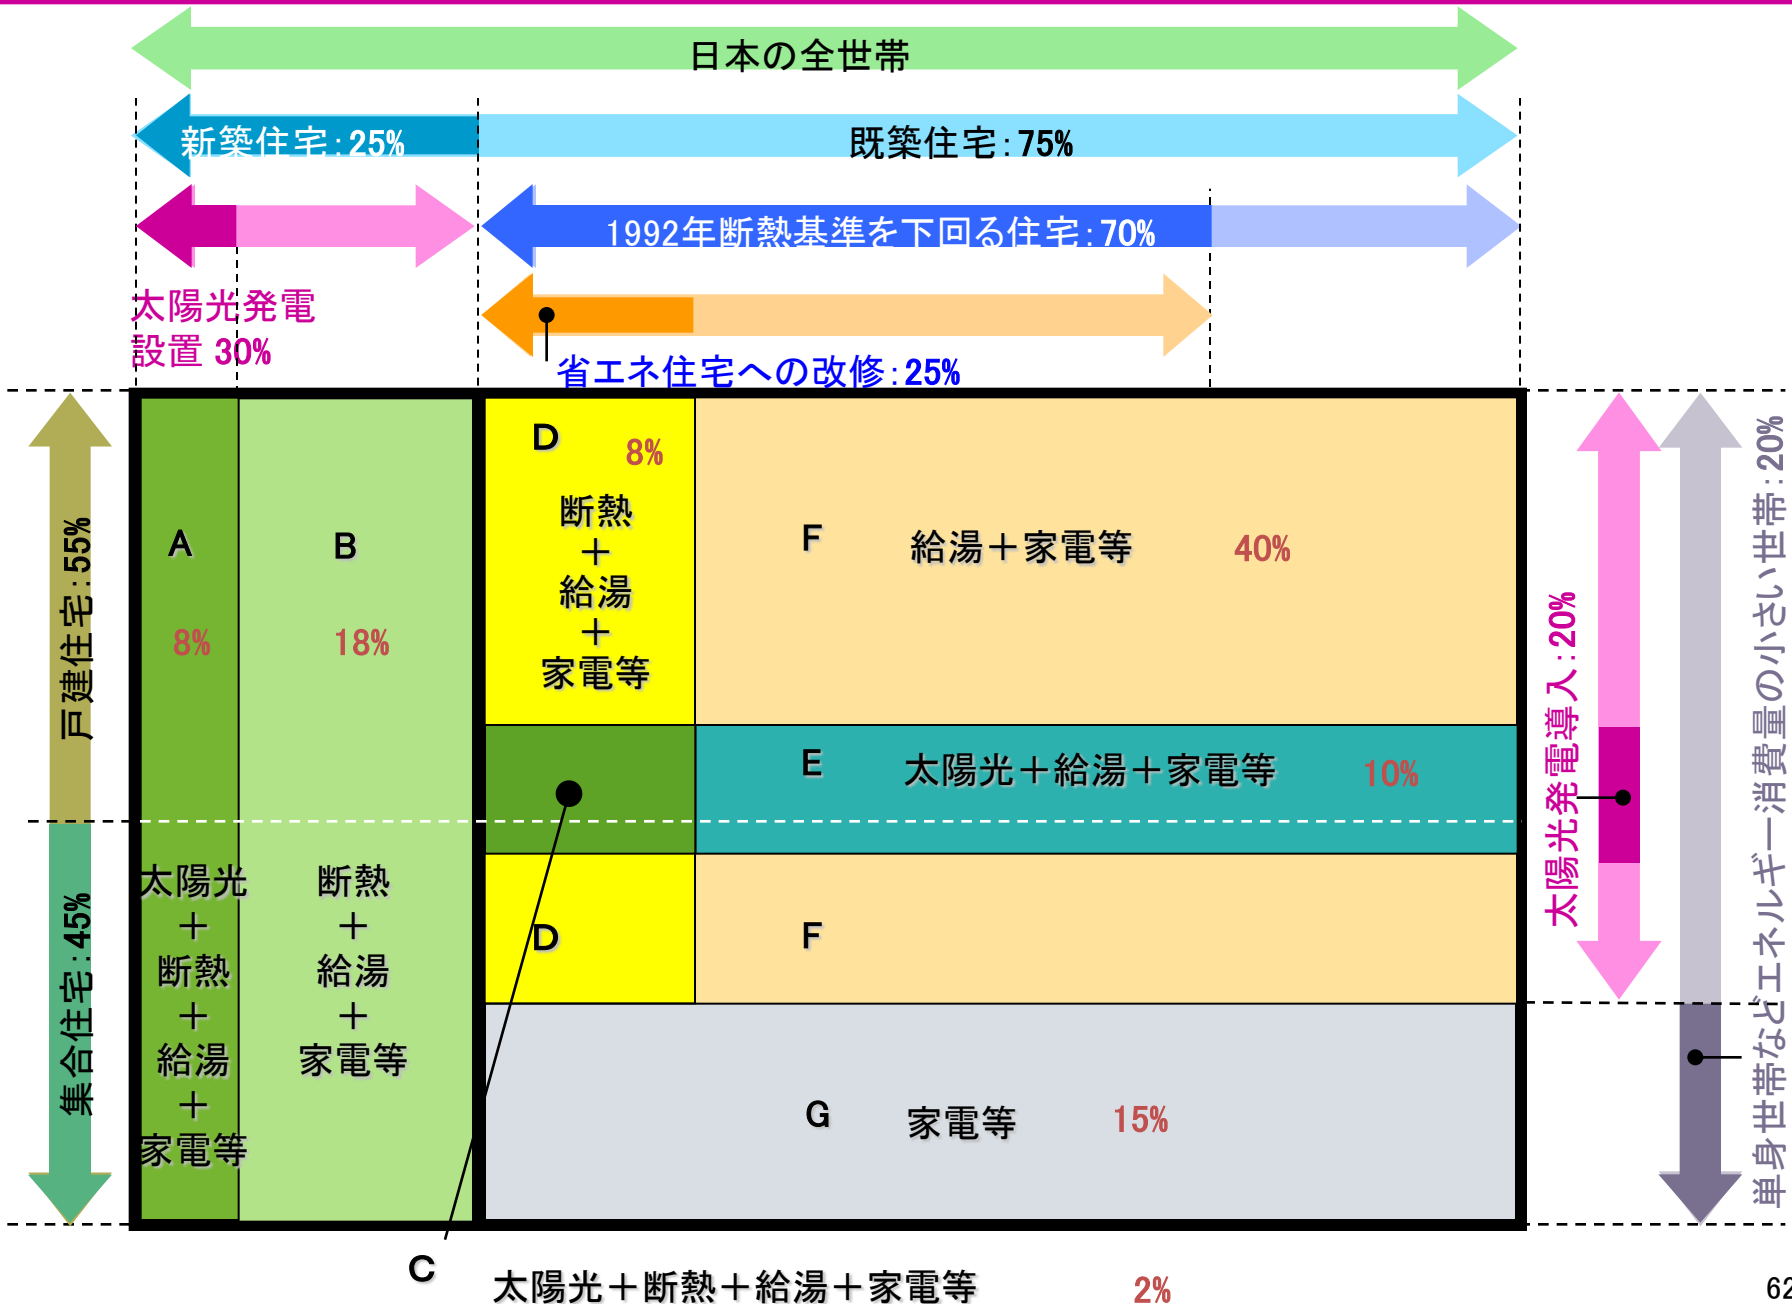 日本の全世帯
新築住宅：25%
既築住宅：75%
1992年断熱基準を下回る住宅：70%
太陽光発電
設置 30%
省エネ住宅への改修：25%
戸建住宅：55%
集合住宅：45%
A
8%
太陽光
＋
断熱
＋
給湯
＋
家電等
B
18%
断熱
＋
給湯
＋
家電等
D
8%
断熱
＋
給湯
＋
家電等
F
給湯＋家電等
40%
E
太陽光＋給湯＋家電等
10%
D
F
G
家電等
15%
太陽光発電導入：20%
単身世帯などエネルギー消費量の小さい世帯：20%
C
太陽光＋断熱＋給湯＋家電等
2%
62